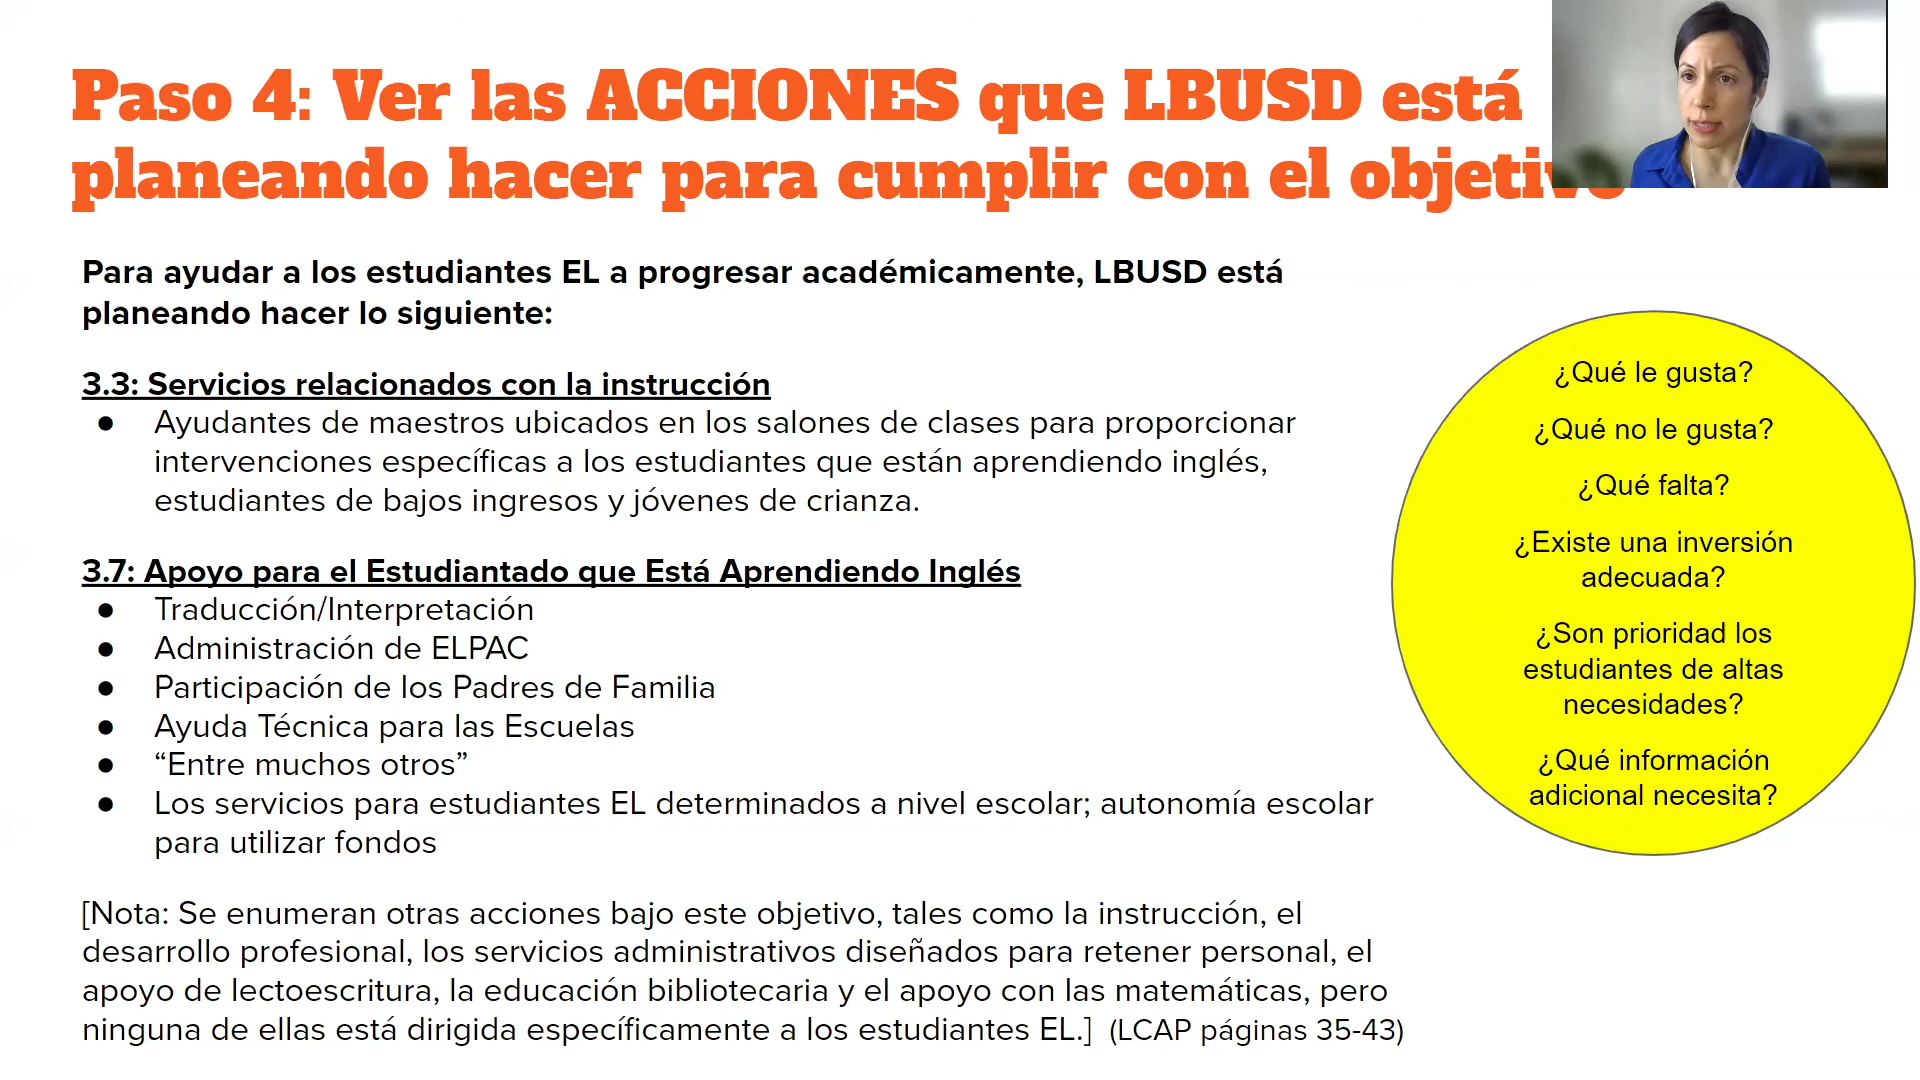 Paso 4: Ver las ACCIONES que LBUSD está
planeando hacer para cumplir con el objetivo
Para ayudar a los estudiantes EL a progresar académicamente, LBUSD está
planeando hacer lo siguiente:
3.3: Servicios relacionados con la instrucción
● Ayudantes de maestros ubicados en los salones de clases para proporcionar
intervenciones específicas a los estudiantes que están aprendiendo inglés,
estudiantes de bajos ingresos y jóvenes de crianza.
3.7: Apoyo para el Estudiantado que Está Aprendiendo Inglés
● Traducción/Interpretación
● Administración de ELPAC
● Participación de los Padres de Familia
● Ayuda Técnica para las Escuelas
● “Entre muchos otros”
● Los servicios para estudiantes EL determinados a nivel escolar; autonomía escolar
para utilizar fondos
[Nota: Se enumeran otras acciones bajo este objetivo, tales como la instrucción, el
desarrollo profesional, los servicios administrativos diseñados para retener personal, el
apoyo de lectoescritura, la educación bibliotecaria y el apoyo con las matemáticas, pero
ninguna de ellas está dirigida específicamente a los estudiantes EL.] (LCAP páginas 35-43)
¿Qué le gusta?
¿Qué no le gusta?
¿Qué falta?
¿Existe una inversión
adecuada?
¿Son prioridad los
estudiantes de altas
necesidades?
¿Qué información
adicional necesita?